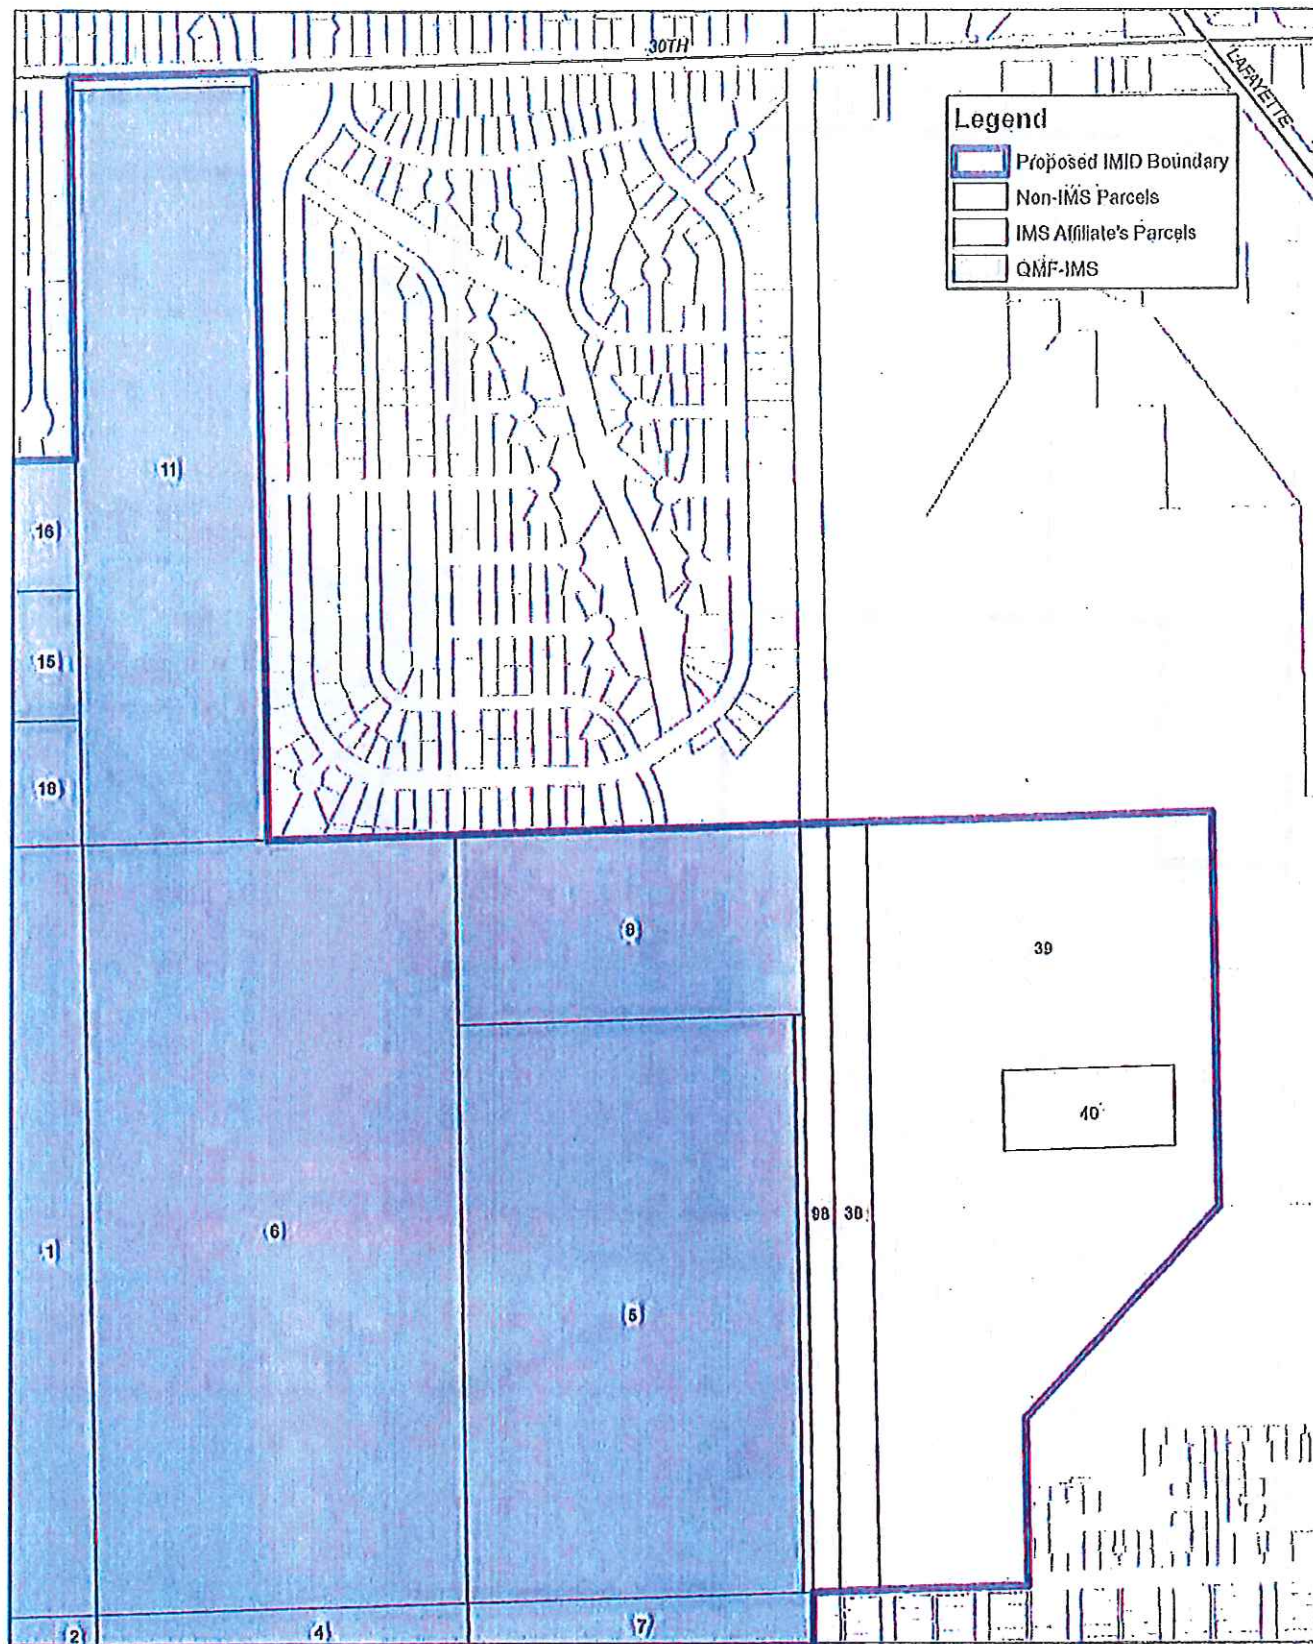 30TH
LAFAYETTE
Legend
Proposed IMID Boundary
Non-IMS Parcels
IMS Affiliate's Parcels
QMF-IMS
11
16
15
18
8
39
40
98
6
1
5
2
4
7